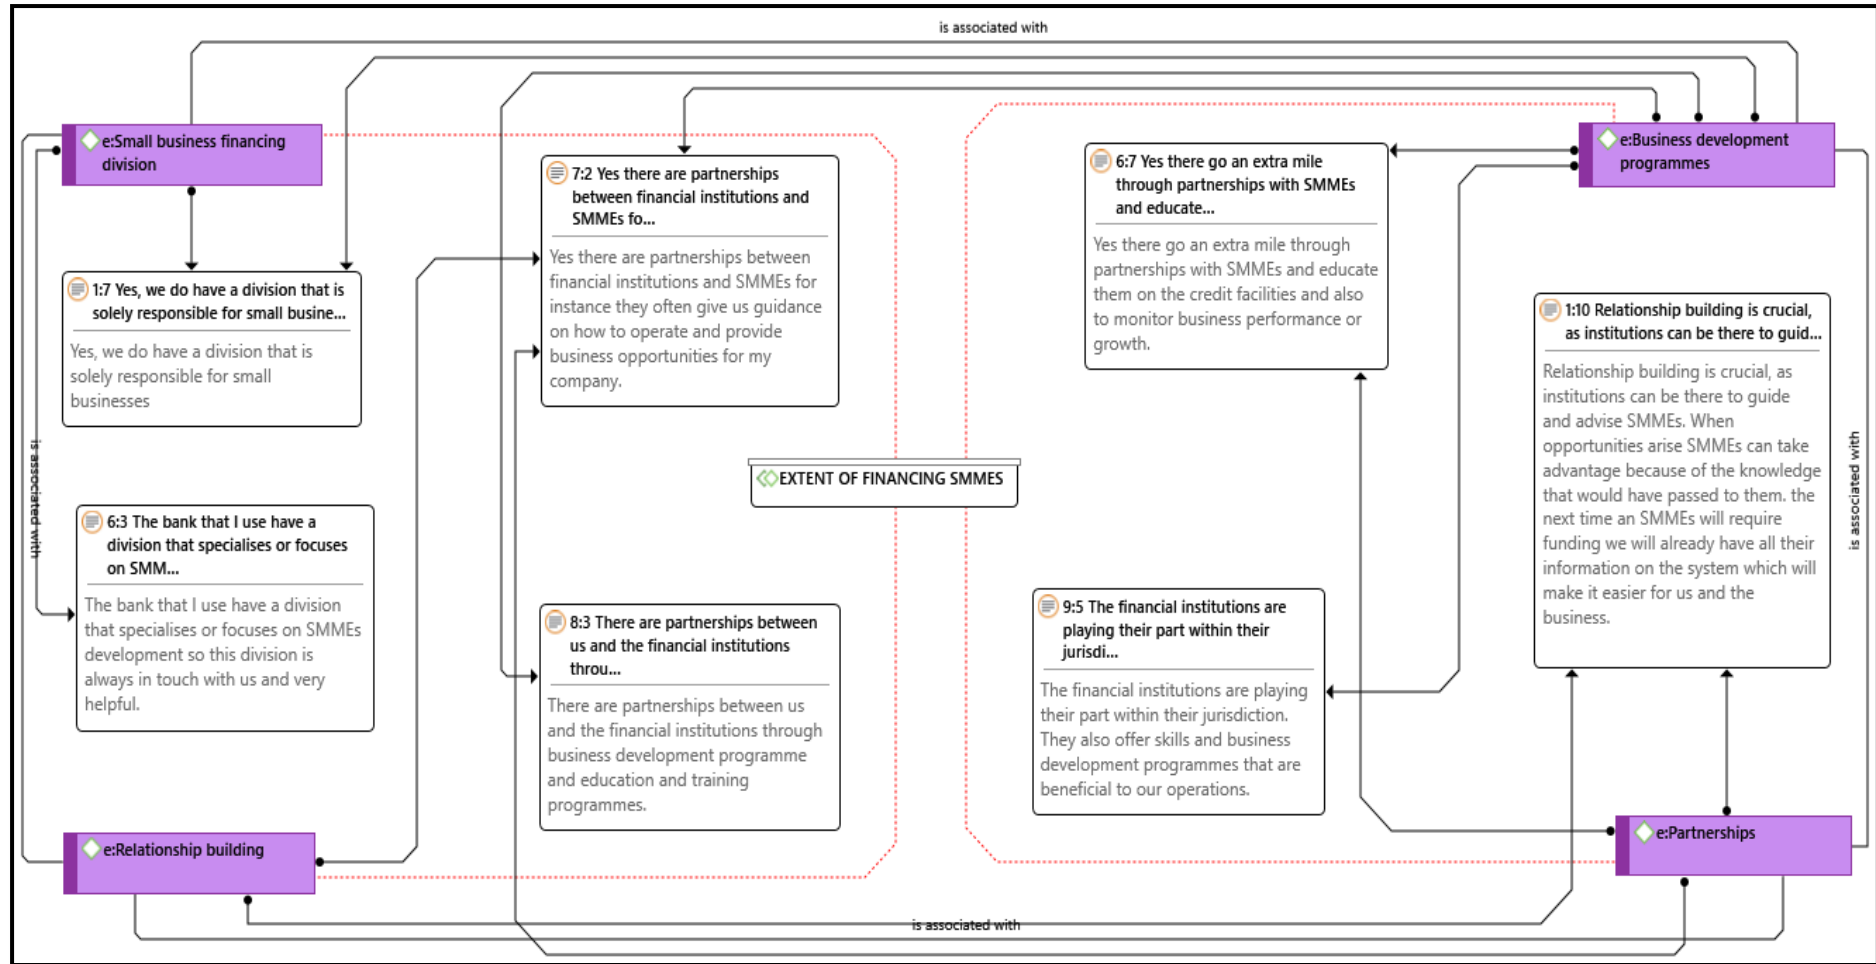 is associated with
e:Small business financing
division
e:Business development
programmes
7:2 Yes there are partnerships
between financial institutions and
SMMEs fo...
Yes there are partnerships between
financial institutions and SMMEs for
instance they often give us guidance
on how to operate and provide
business opportunities for my
company.
6:7 Yes there go an extra mile
through partnerships with SMMEs
and educate...
Yes there go an extra mile through
partnerships with SMMEs and educate
them on the credit facilities and also
to monitor business performance or
growth.
1:7 Yes, we do have a division that is
solely responsible for small busine...
Yes, we do have a division that is
solely responsible for small
businesses
1:10 Relationship building is crucial,
as institutions can be there to guid...
Relationship building is crucial, as
institutions can be there to guide
and advise SMMEs. When
opportunities arise SMMEs can take
advantage because of the knowledge
that would have passed to them. the
next time an SMMEs will require
funding we will already have all their
information on the system which will
make it easier for us and the
business.
is associated with
is associated with
EXTENT OF FINANCING SMMES
6:3 The bank that I use have a
division that specialises or focuses
on SMM...
The bank that I use have a division
that specialises or focuses on SMMEs
development so this division is
always in touch with us and very
helpful.
8:3 There are partnerships between
us and the financial institutions
throu...
There are partnerships between us
and the financial institutions through
business development programme
and education and training
programmes.
9:5 The financial institutions are
playing their part within their
jurisdi...
The financial institutions are playing
their part within their jurisdiction.
They also offer skills and business
development programmes that are
beneficial to our operations.
e:Relationship building
e:Partnerships
is associated with